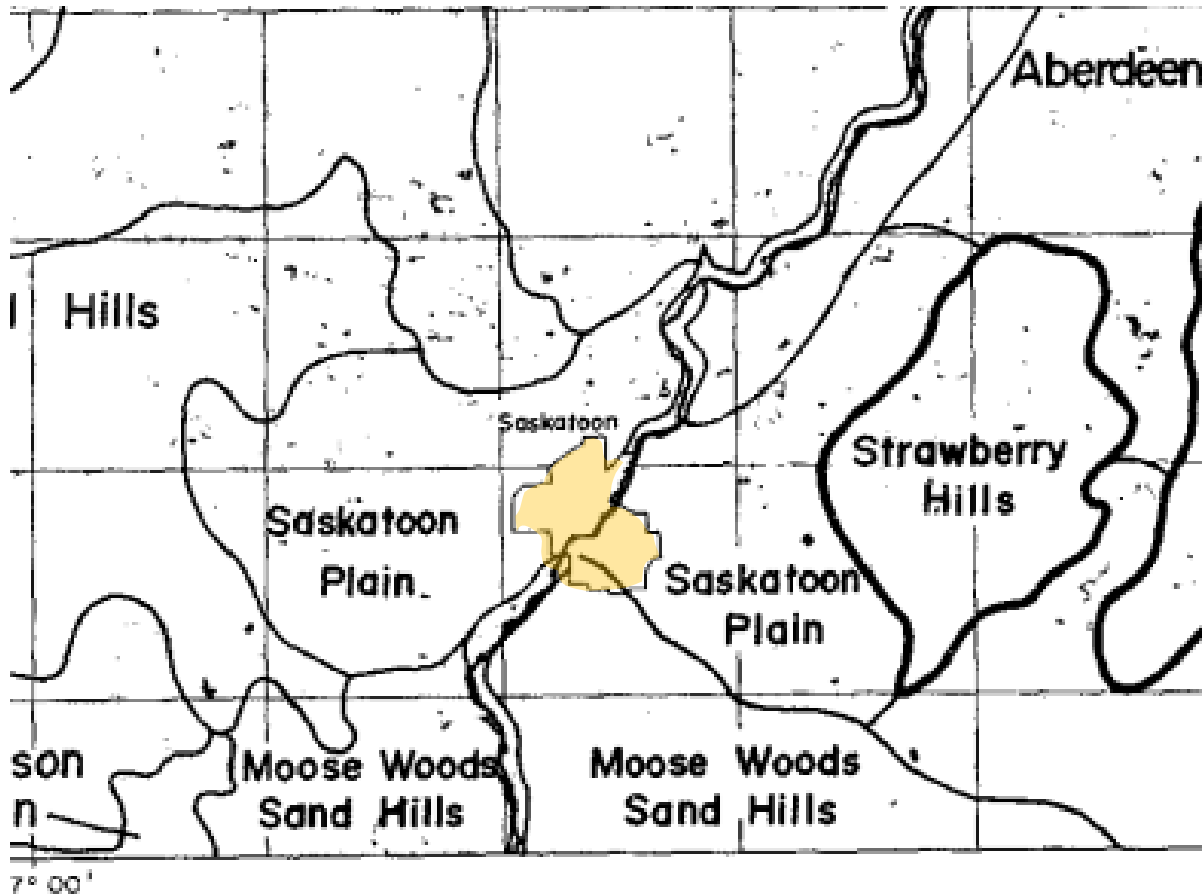 Aberdeen
Hills
Saskatoon
Strawberry
Hills
Saskatoon
Plain
Saskatoon
Plain
son
n
Moose Woods
Sand Hills
Moose Woods
Sand Hills
7° 00'